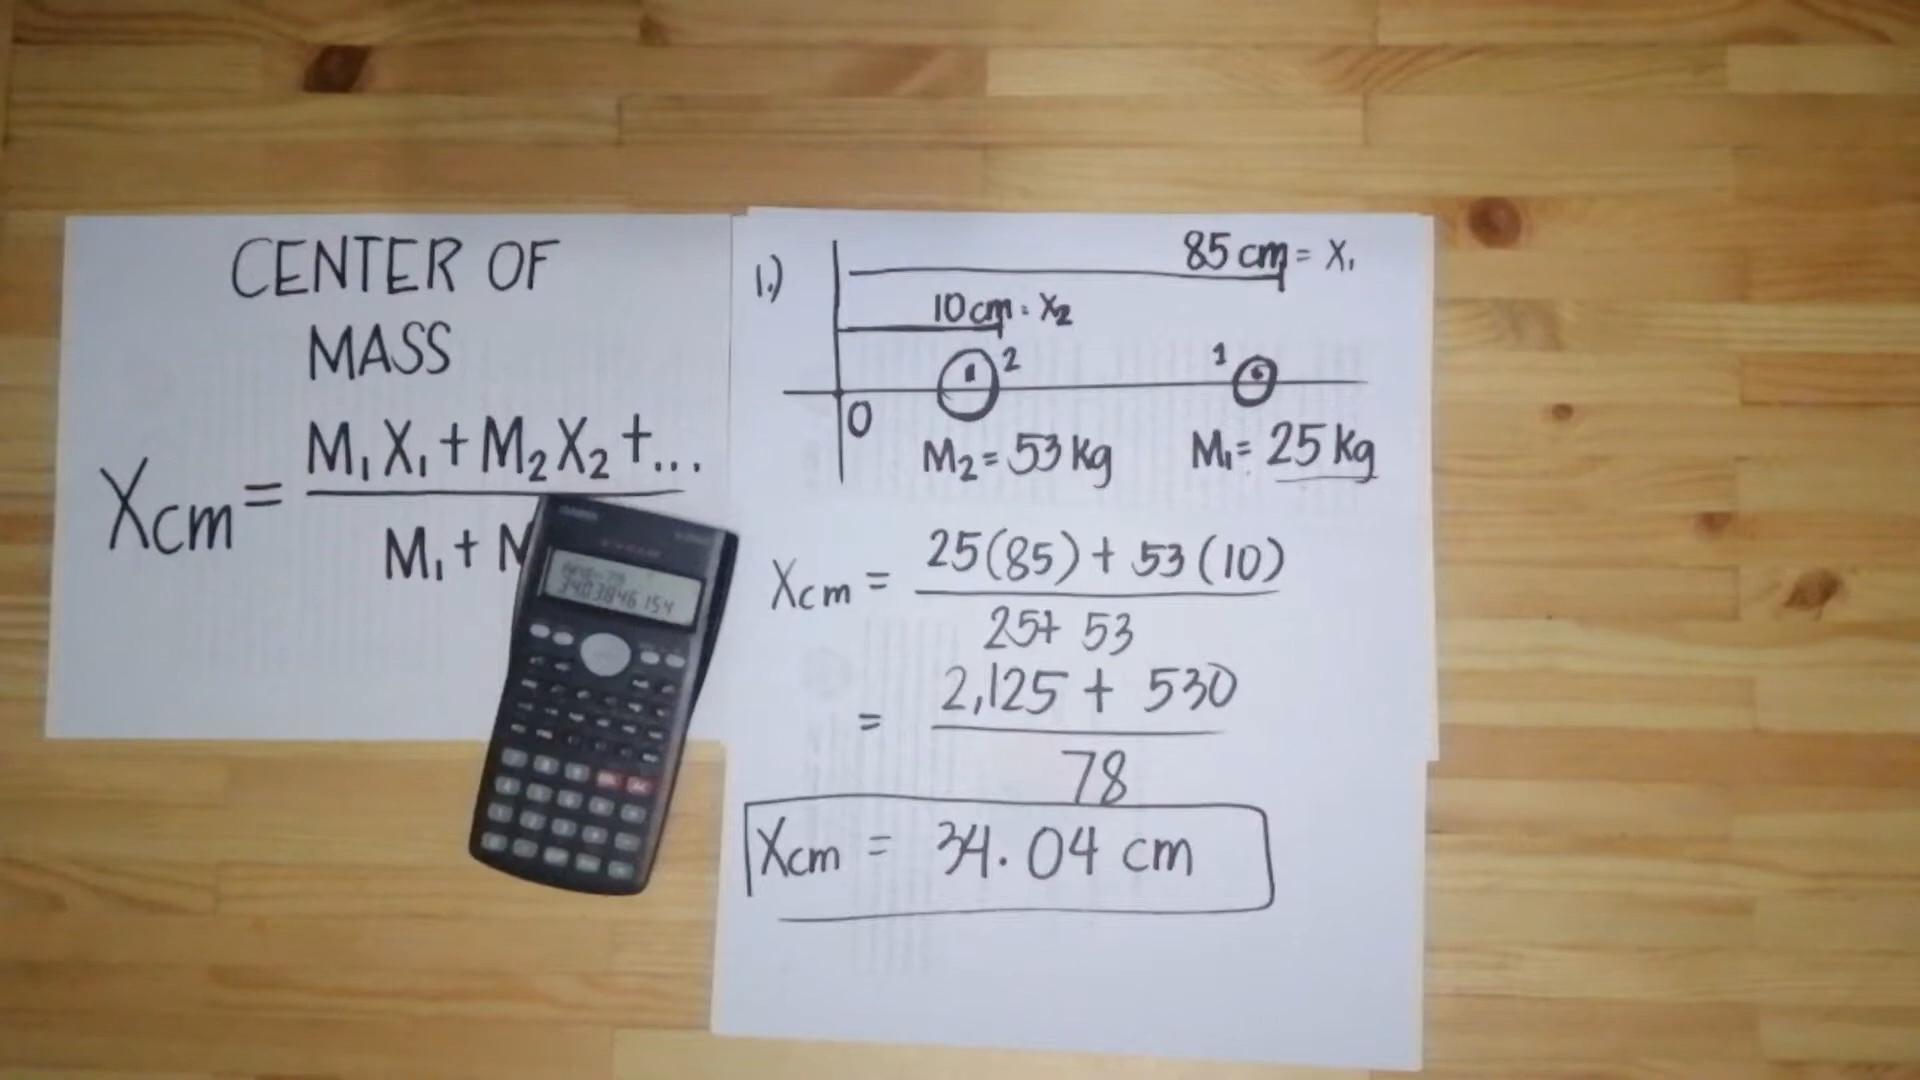 CENTER OF
MASS
Xcm = M₁X₁ + M₂X₂ + ...
M₁ +
1.)
85 cm = X₁
10 cm = X₂
2
1
0
M₂ = 53 kg
M₁ = 25 kg
Xcm = 25(85) + 53(10)
25 + 53
= 2,125 + 530
78
Xcm = 34.04 cm
34.03846154